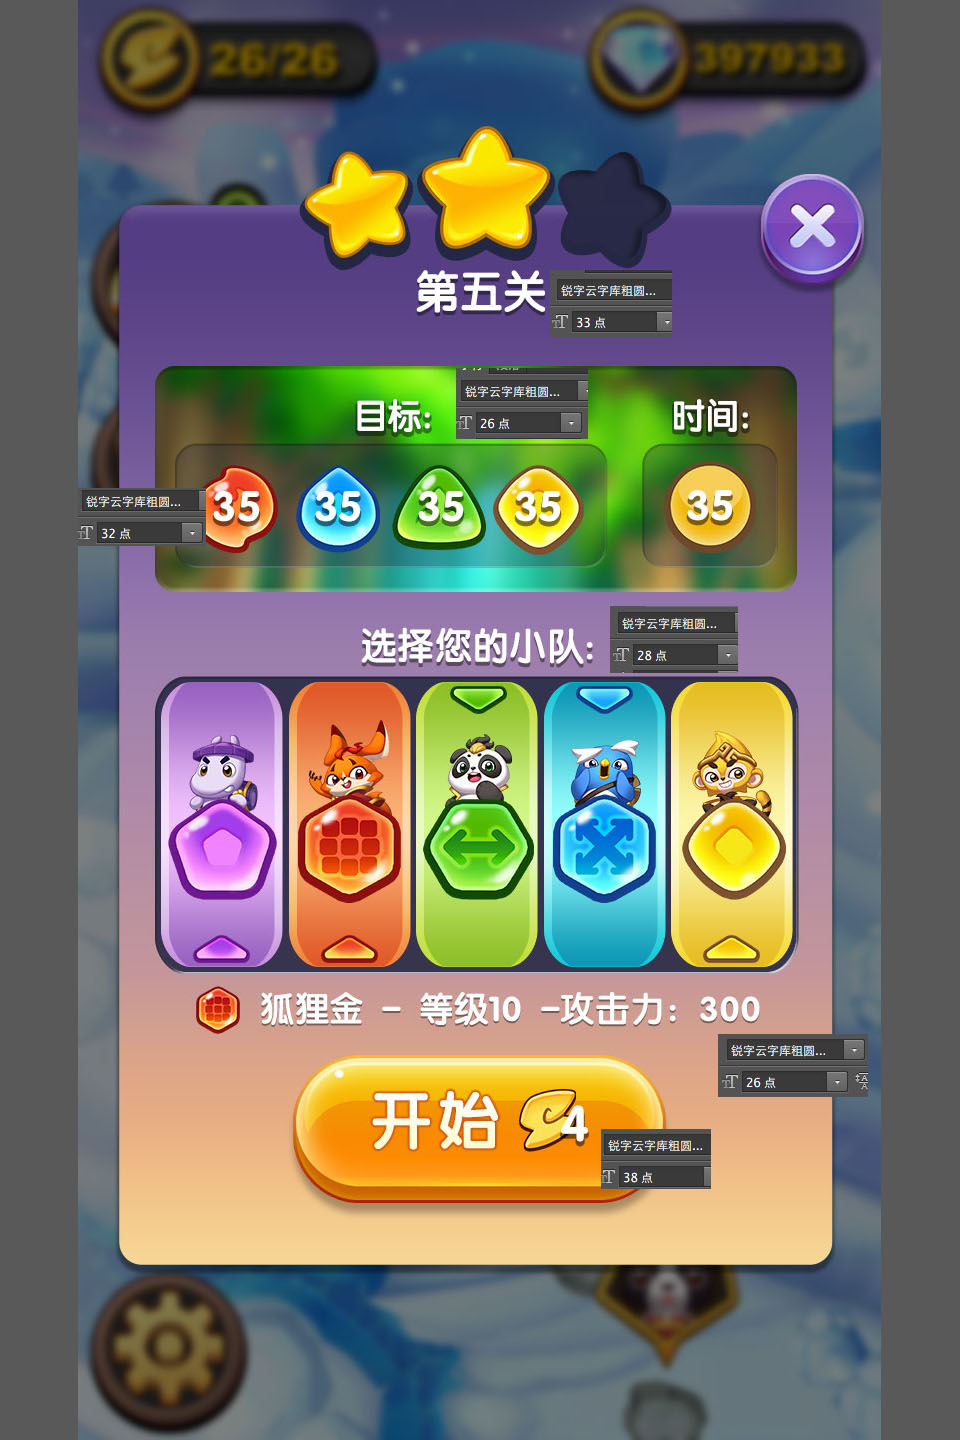 26/26
397933
第五关
锐字云字库粗圆...
33 点
目标:
锐字云字库粗圆...
26 点
时间:
35 35 35 35 35
锐字云字库粗圆...
32 点
选择您的小队:
锐字云字库粗圆...
28 点
狐狸金 - 等级10 -攻击力: 300
锐字云字库粗圆...
26 点
开始 4
锐字云字库粗圆...
38 点